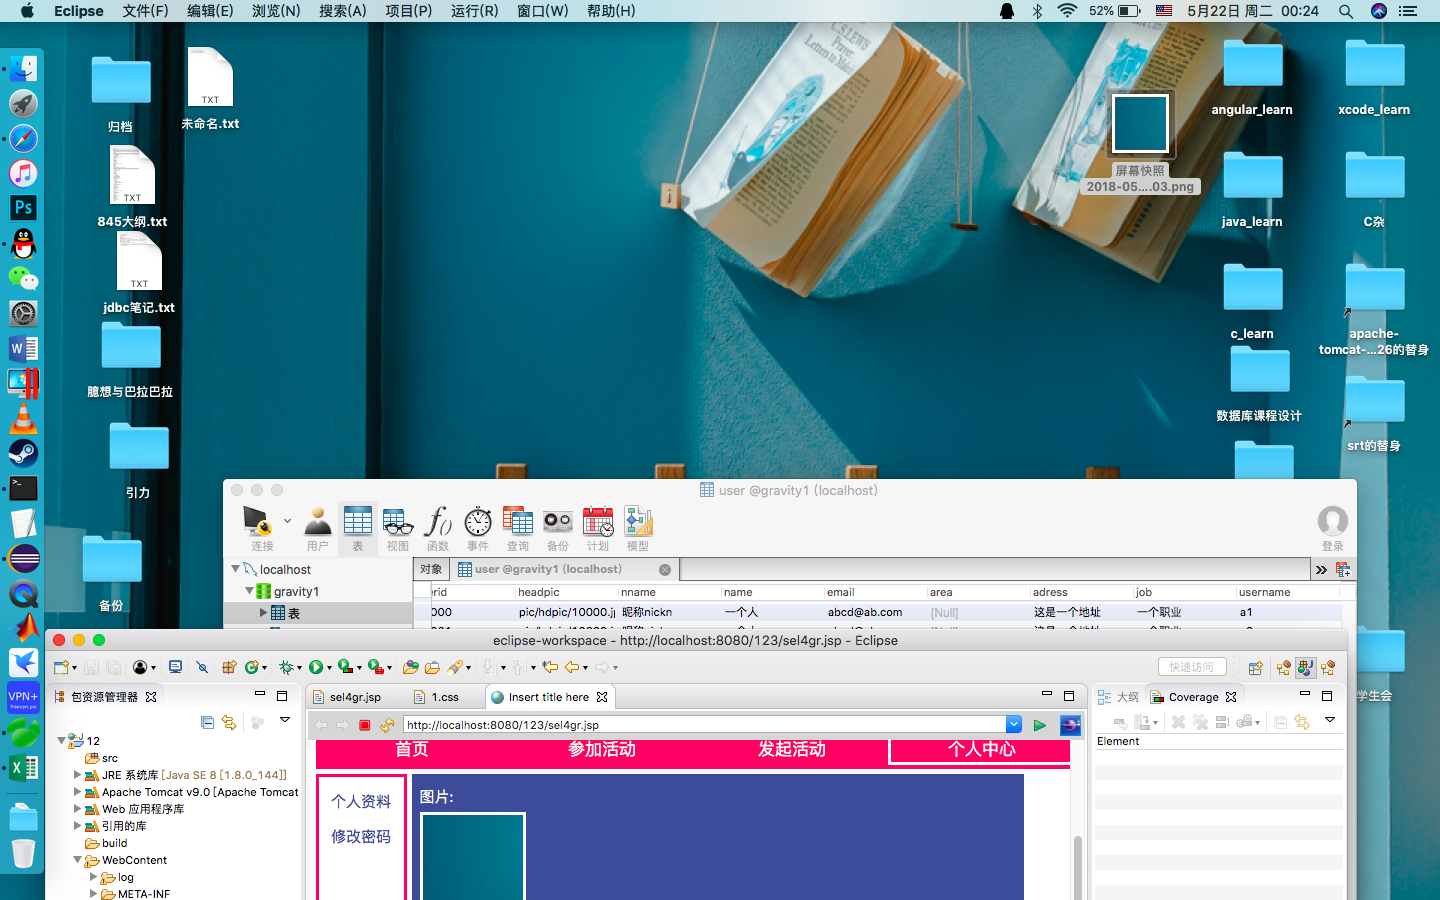 Eclipse 文件(F) 编辑(E) 浏览(N) 搜索(A) 项目(P) 运行(R) 窗口(W) 帮助(H) 52% 5月22日 周二 00:24
归档
TXT
未命名.txt
TXT
845大纲.txt
TXT
jdbc笔记.txt
臆想与巴拉巴拉
引力
备份
Ps
W
VPN+
X
C.S. LEWIS
屏幕快照
2018-05....03.png
angular_learn
xcode_learn
java_learn
C杂
c_learn
apache-
tomcat-...26的替身
数据库课程设计
srt的替身
学生会
user @gravity1 (localhost)
连接 用户 表 视图 函数 事件 查询 备份 计划 模型 登录
localhost
gravity1
表
对象 user @gravity1 (localhost)
erid headpic nname name email area adress job username
000 pic/hdpic/10000.j 昵称nickn 一个人 abcd@ab.com [Null] 这是一个地址 一个职业 a1
eclipse-workspace - http://localhost:8080/123/sel4gr.jsp - Eclipse
快速访问
包资源管理器
12
src
JRE 系统库 [Java SE 8 [1.8.0_144]]
Apache Tomcat v9.0 [Apache Tomcat
Web 应用程序库
引用的库
build
WebContent
log
META-INF
sel4gr.jsp 1.css Insert title here
http://localhost:8080/123/sel4gr.jsp
首页 参加活动 发起活动 个人中心
个人资料
修改密码
图片:
大纲 Coverage
Element